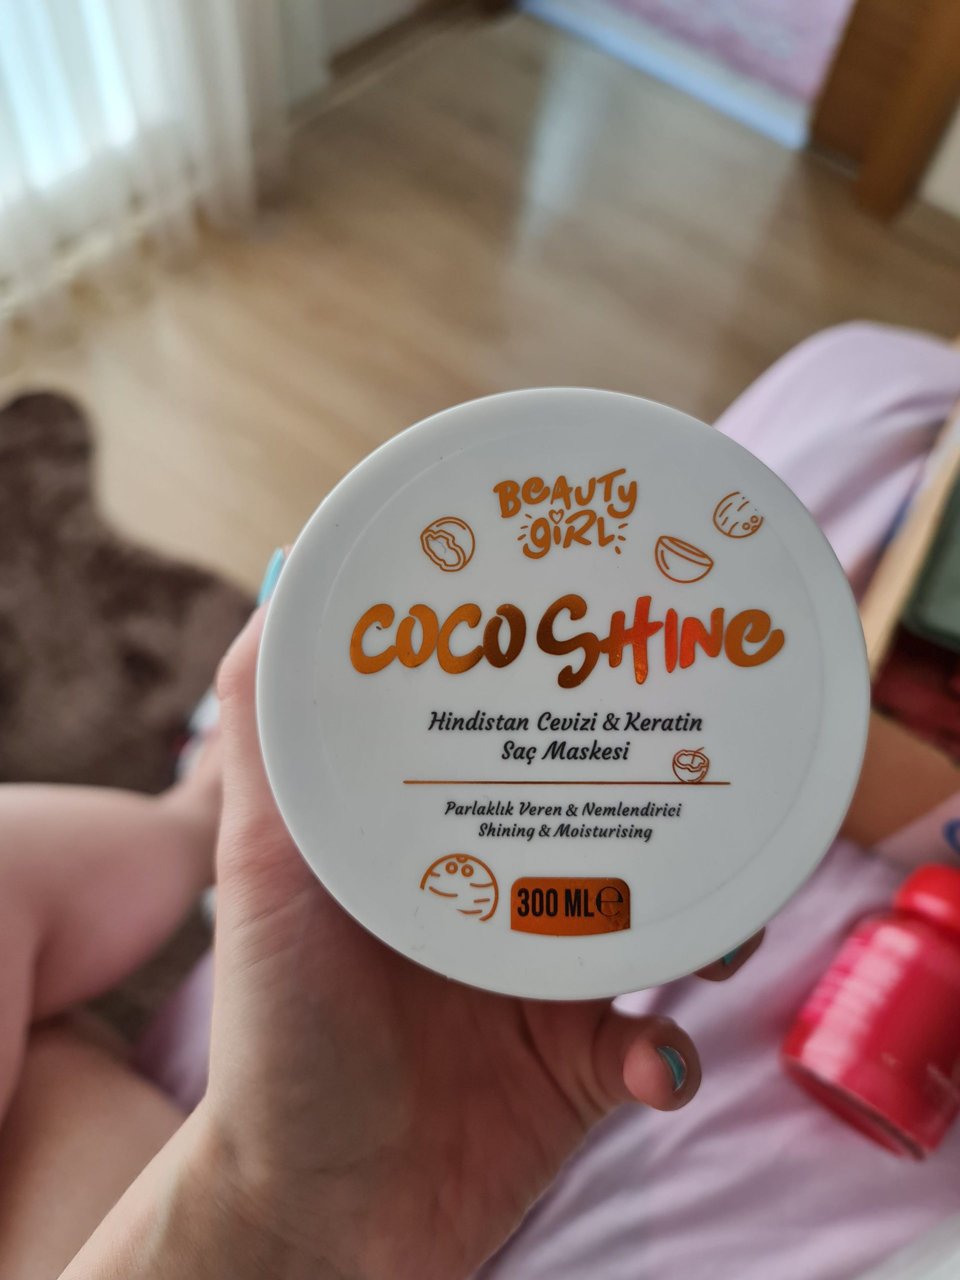 BeAuTy
giRL
COCO SHINe
Hindistan Cevizi & Keratin
Saç Maskesi
Parlaklık Veren & Nemlendirici
Shining & Moisturising
300 ML ℮